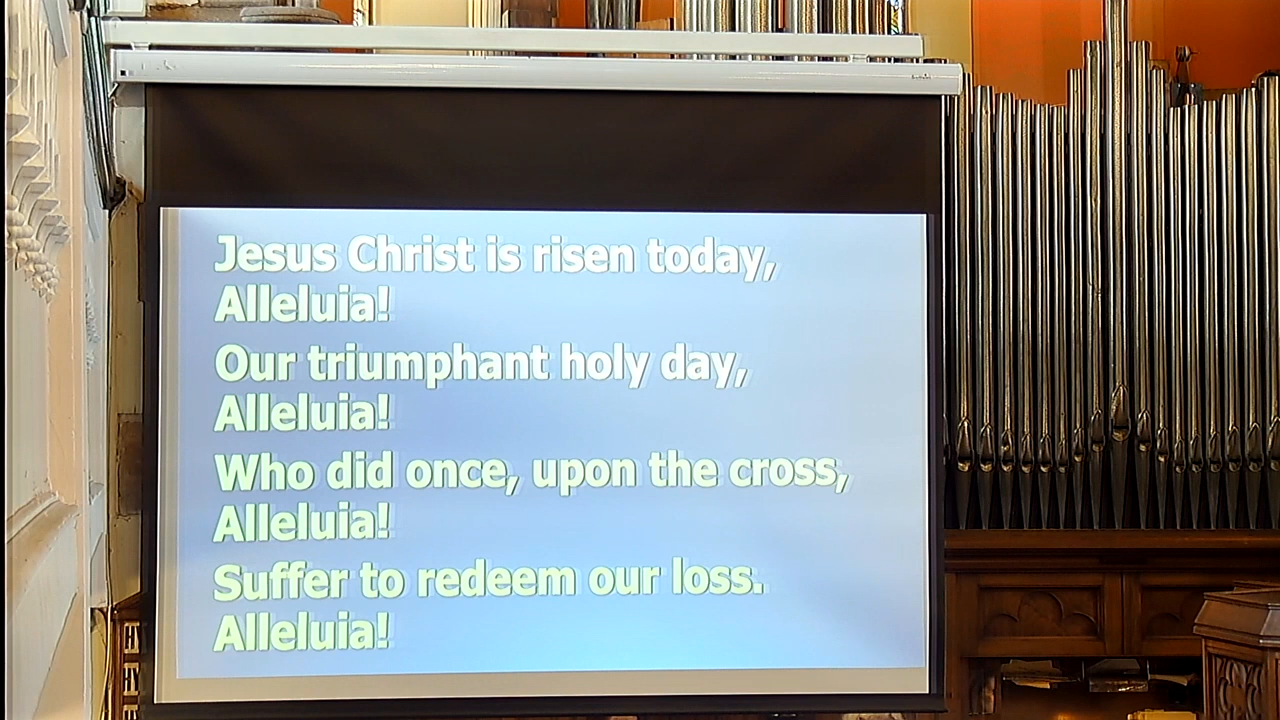 Jesus Christ is risen today,
Alleluia!
Our triumphant holy day,
Alleluia!
Who did once, upon the cross,
Alleluia!
Suffer to redeem our loss.
Alleluia!